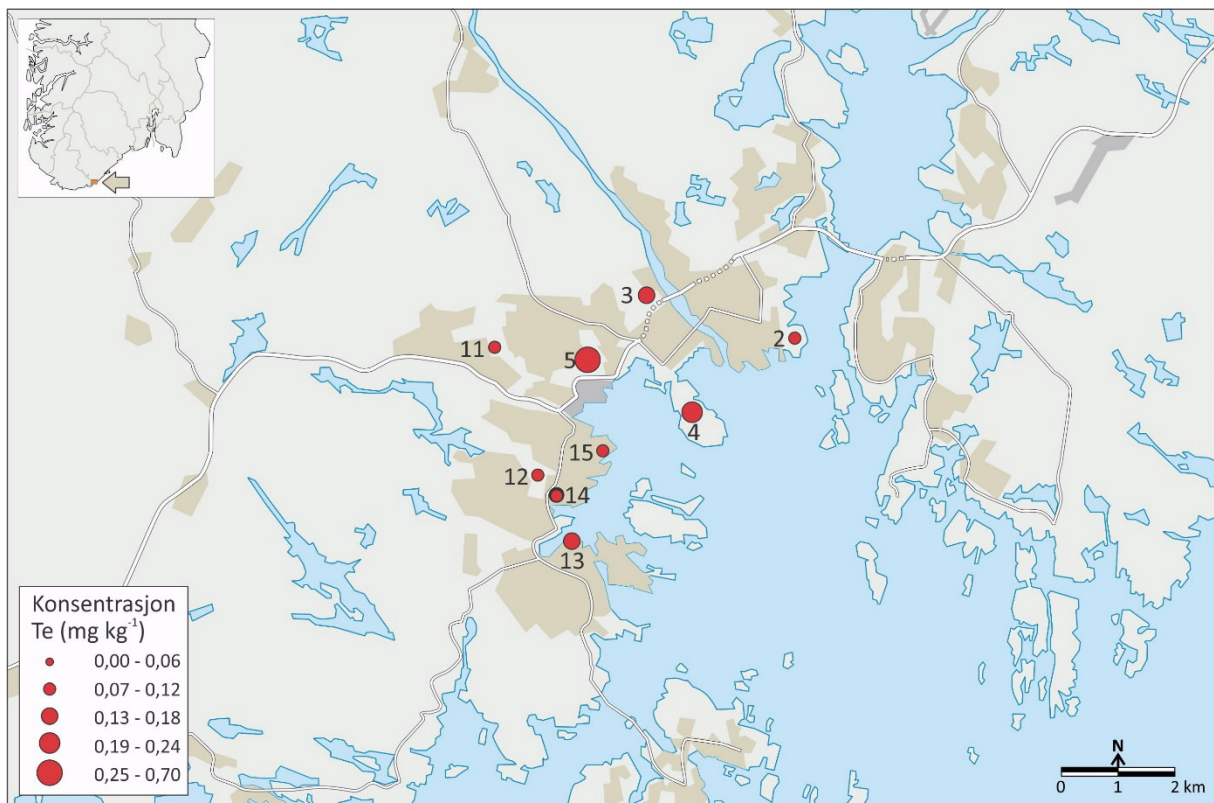 3
2
11
5
4
15
12
14
13
Konsentrasjon
Te (mg kg⁻¹)
0,00 - 0,06
0,07 - 0,12
0,13 - 0,18
0,19 - 0,24
0,25 - 0,70
N
0 1 2 km